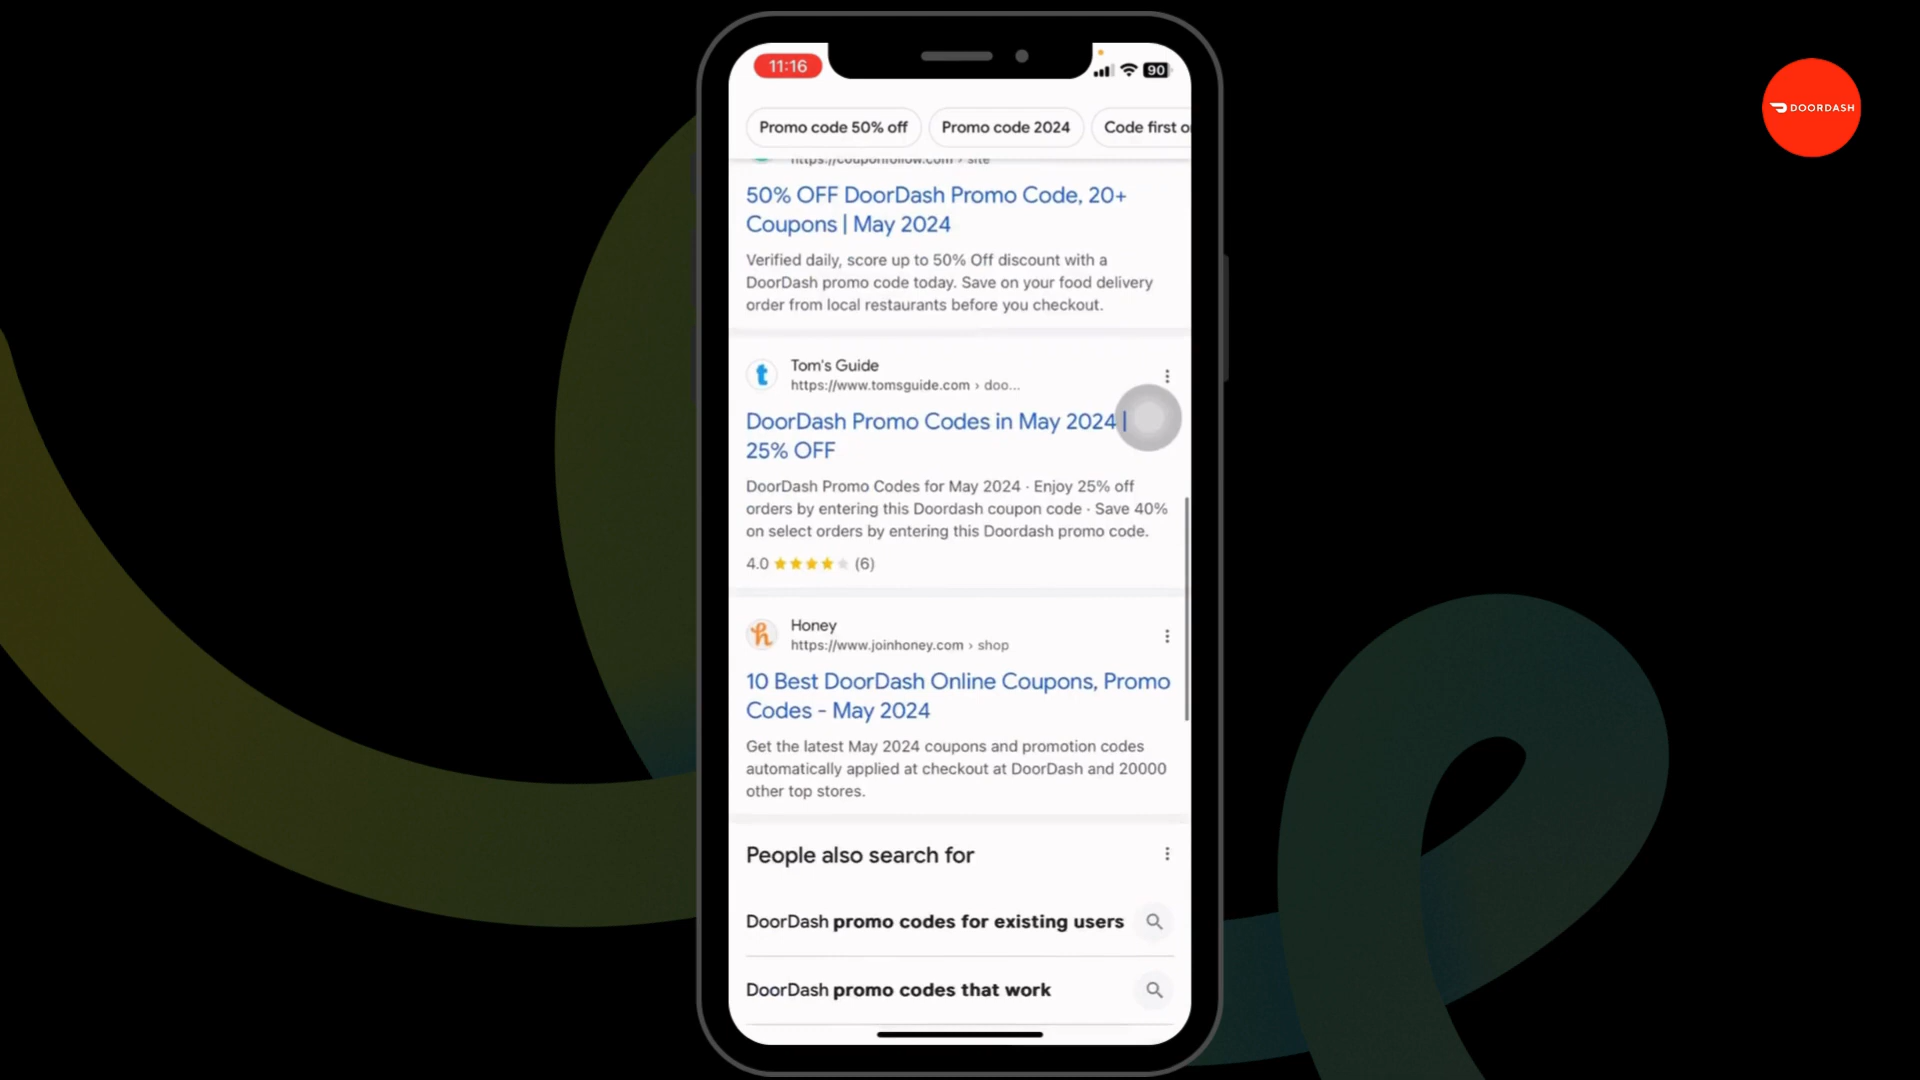 11:16
90
DOORDASH
Promo code 50% off
Promo code 2024
Code first o
https://couponfollow.com › site
50% OFF DoorDash Promo Code, 20+
Coupons | May 2024
Verified daily, score up to 50% Off discount with a
DoorDash promo code today. Save on your food delivery
order from local restaurants before you checkout.
Tom's Guide
https://www.tomsguide.com › doo...
DoorDash Promo Codes in May 2024 |
25% OFF
DoorDash Promo Codes for May 2024 · Enjoy 25% off
orders by entering this Doordash coupon code · Save 40%
on select orders by entering this Doordash promo code.
4.0 (6)
Honey
https://www.joinhoney.com › shop
10 Best DoorDash Online Coupons, Promo
Codes - May 2024
Get the latest May 2024 coupons and promotion codes
automatically applied at checkout at DoorDash and 20000
other top stores.
People also search for
DoorDash promo codes for existing users
DoorDash promo codes that work